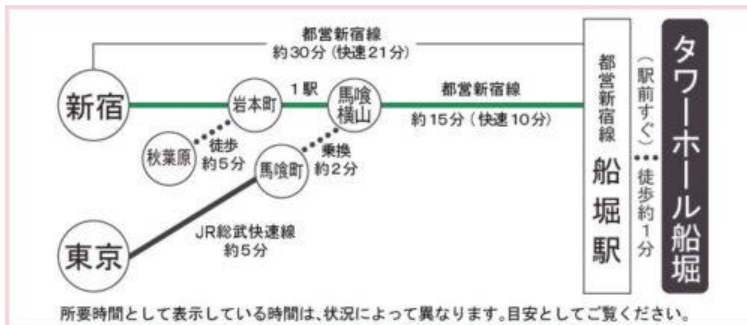 都営新宿線
約30分（快速21分）
新宿
岩本町
1駅
馬喰
横山
都営新宿線
約15分（快速10分）
秋葉原
徒歩
約5分
馬喰町
乗換
約2分
東京
JR総武快速線
約5分
都営新宿線 船堀駅
（駅前すぐ）
徒歩約1分
タワーホール船堀
所要時間として表示している時間は、状況によって異なります。目安としてご覧ください。